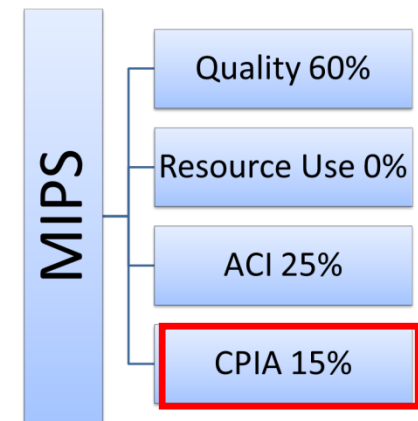 MIPS
Quality 60%
Resource Use 0%
ACI 25%
CPIA 15%